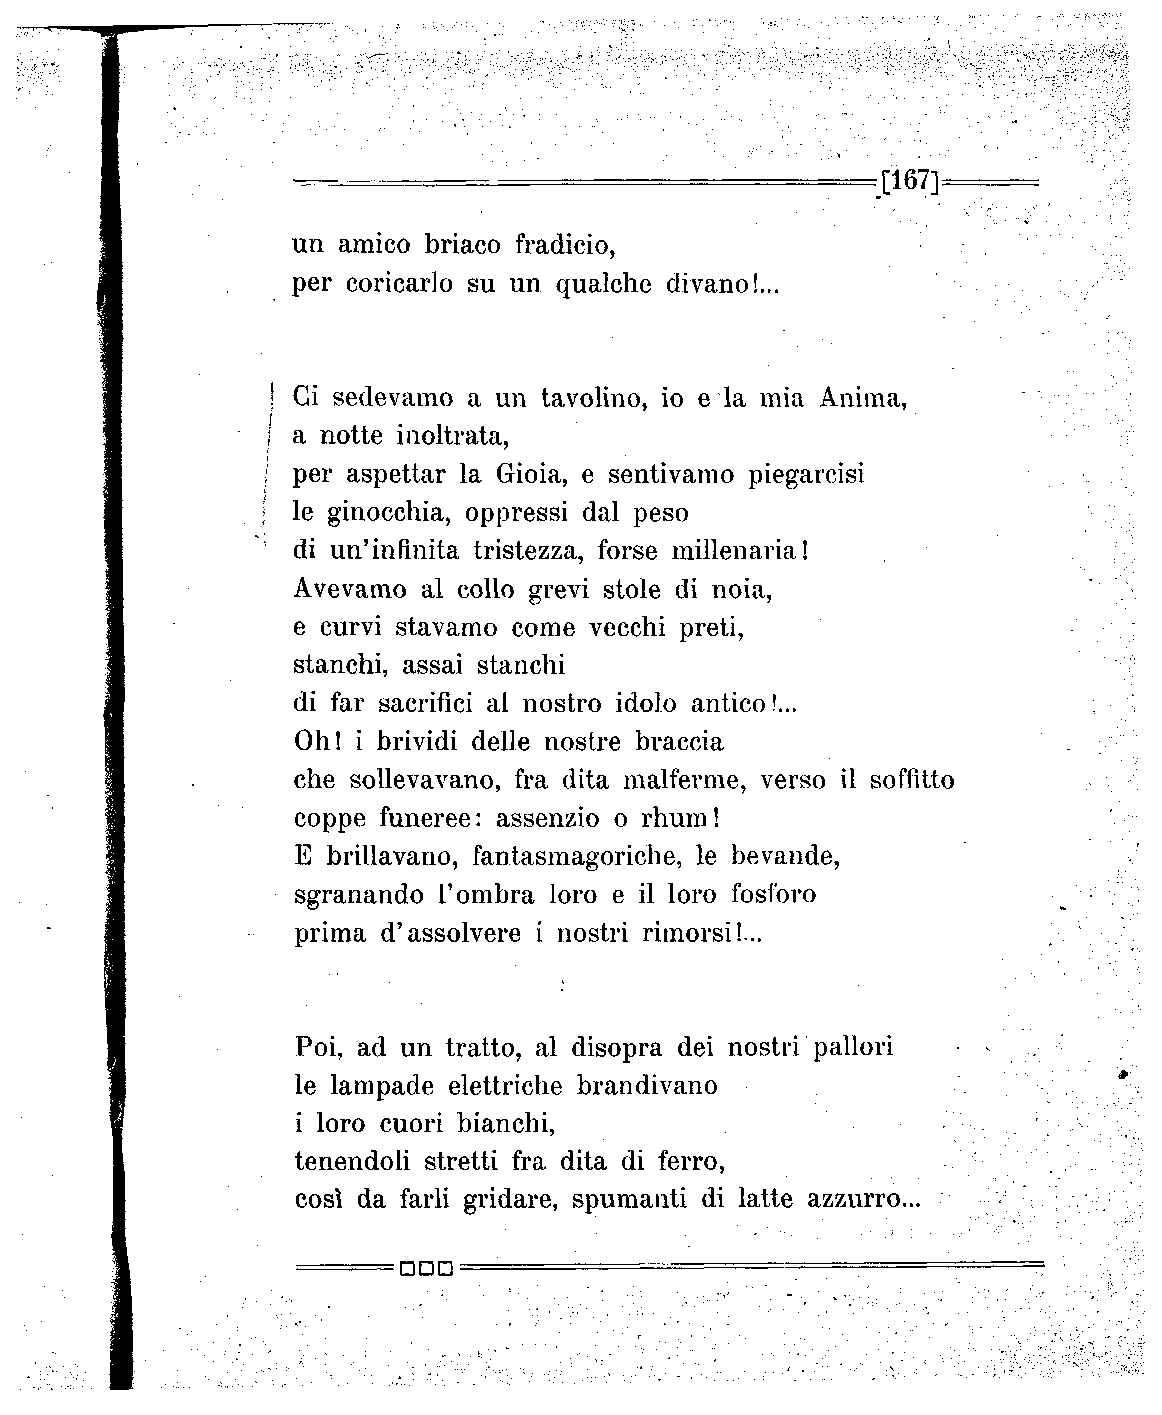 [167]
un amico briaco fradicio,
per coricarlo su un qualche divano!...
Ci sedevamo a un tavolino, io e la mia Anima,
a notte inoltrata,
per aspettar la Gioia, e sentivamo piegarcisi
le ginocchia, oppressi dal peso
di un'infinita tristezza, forse millenaria!
Avevamo al collo grevi stole di noia,
e curvi stavamo come vecchi preti,
stanchi, assai stanchi
di far sacrifici al nostro idolo antico!...
Oh! i brividi delle nostre braccia
che sollevavano, fra dita malferme, verso il soffitto
coppe funeree: assenzio o rhum!
E brillavano, fantasmagoriche, le bevande,
sgranando l'ombra loro e il loro fosforo
prima d'assolvere i nostri rimorsi!...
Poi, ad un tratto, al disopra dei nostri pallori
le lampade elettriche brandivano
i loro cuori bianchi,
tenendoli stretti fra dita di ferro,
così da farli gridare, spumanti di latte azzurro...